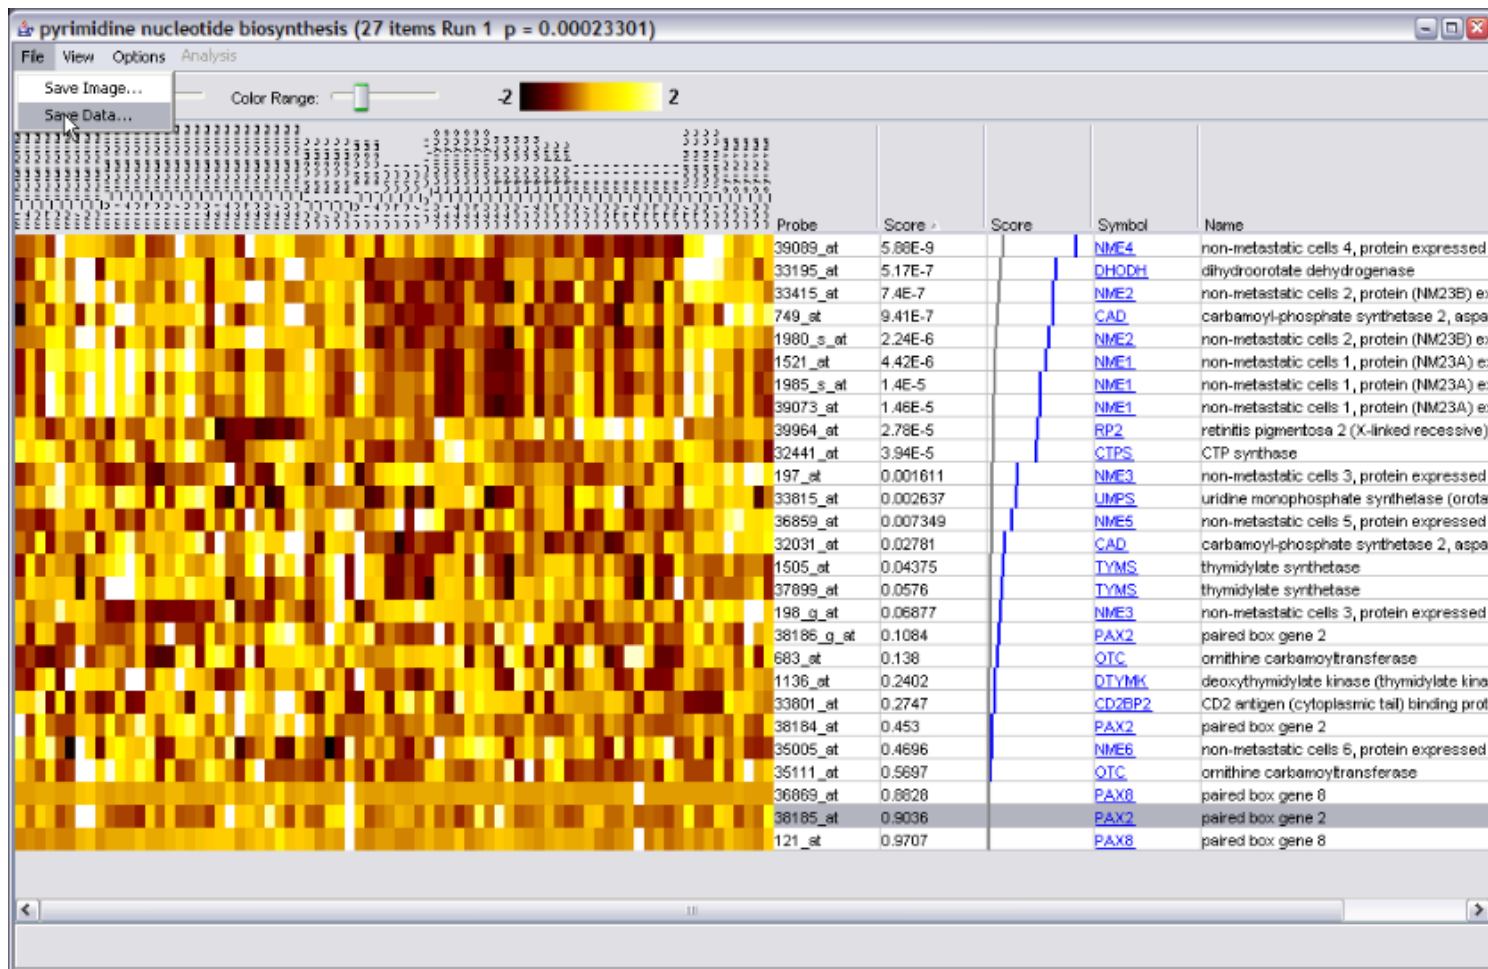 pyrimidine nucleotide biosynthesis (27 items Run 1 p = 0.00023301)
File View Options Analysis
Save Image...
Save Data...
Color Range: -2 2
Probe Score Score Symbol Name
39089_at 5.88E-9 NME4 non-metastatic cells 4, protein expressed
33195_at 5.17E-7 DHODH dihydroorotate dehydrogenase
33415_at 7.4E-7 NME2 non-metastatic cells 2, protein (NM23B) e
749_at 9.41E-7 CAD carbamoyl-phosphate synthetase 2, aspa
1980_s_at 2.24E-6 NME2 non-metastatic cells 2, protein (NM23B) e
1521_at 4.42E-6 NME1 non-metastatic cells 1, protein (NM23A) e
1985_s_at 1.4E-5 NME1 non-metastatic cells 1, protein (NM23A) e
39073_at 1.46E-5 NME1 non-metastatic cells 1, protein (NM23A) e
39964_at 2.78E-5 RP2 retinitis pigmentosa 2 (X-linked recessive)
32441_at 3.94E-5 CTPS CTP synthase
197_at 0.001611 NME3 non-metastatic cells 3, protein expressed
33815_at 0.002637 UMPS uridine monophosphate synthetase (orota
36859_at 0.007349 NME5 non-metastatic cells 5, protein expressed
32031_at 0.02781 CAD carbamoyl-phosphate synthetase 2, aspa
1505_at 0.04375 TYMS thymidylate synthetase
37899_at 0.0576 TYMS thymidylate synthetase
198_g_at 0.06877 NME3 non-metastatic cells 3, protein expressed
38186_g_at 0.1084 PAX2 paired box gene 2
683_at 0.138 OTC ornithine carbamoyltransferase
1136_at 0.2402 DTYMK deoxythymidylate kinase (thymidylate kina
33801_at 0.2747 CD2BP2 CD2 antigen (cytoplasmic tail) binding prot
38184_at 0.453 PAX2 paired box gene 2
35005_at 0.4696 NME6 non-metastatic cells 6, protein expressed
35111_at 0.5697 OTC ornithine carbamoyltransferase
36869_at 0.8828 PAX8 paired box gene 8
38185_at 0.9036 PAX2 paired box gene 2
121_at 0.9707 PAX8 paired box gene 8